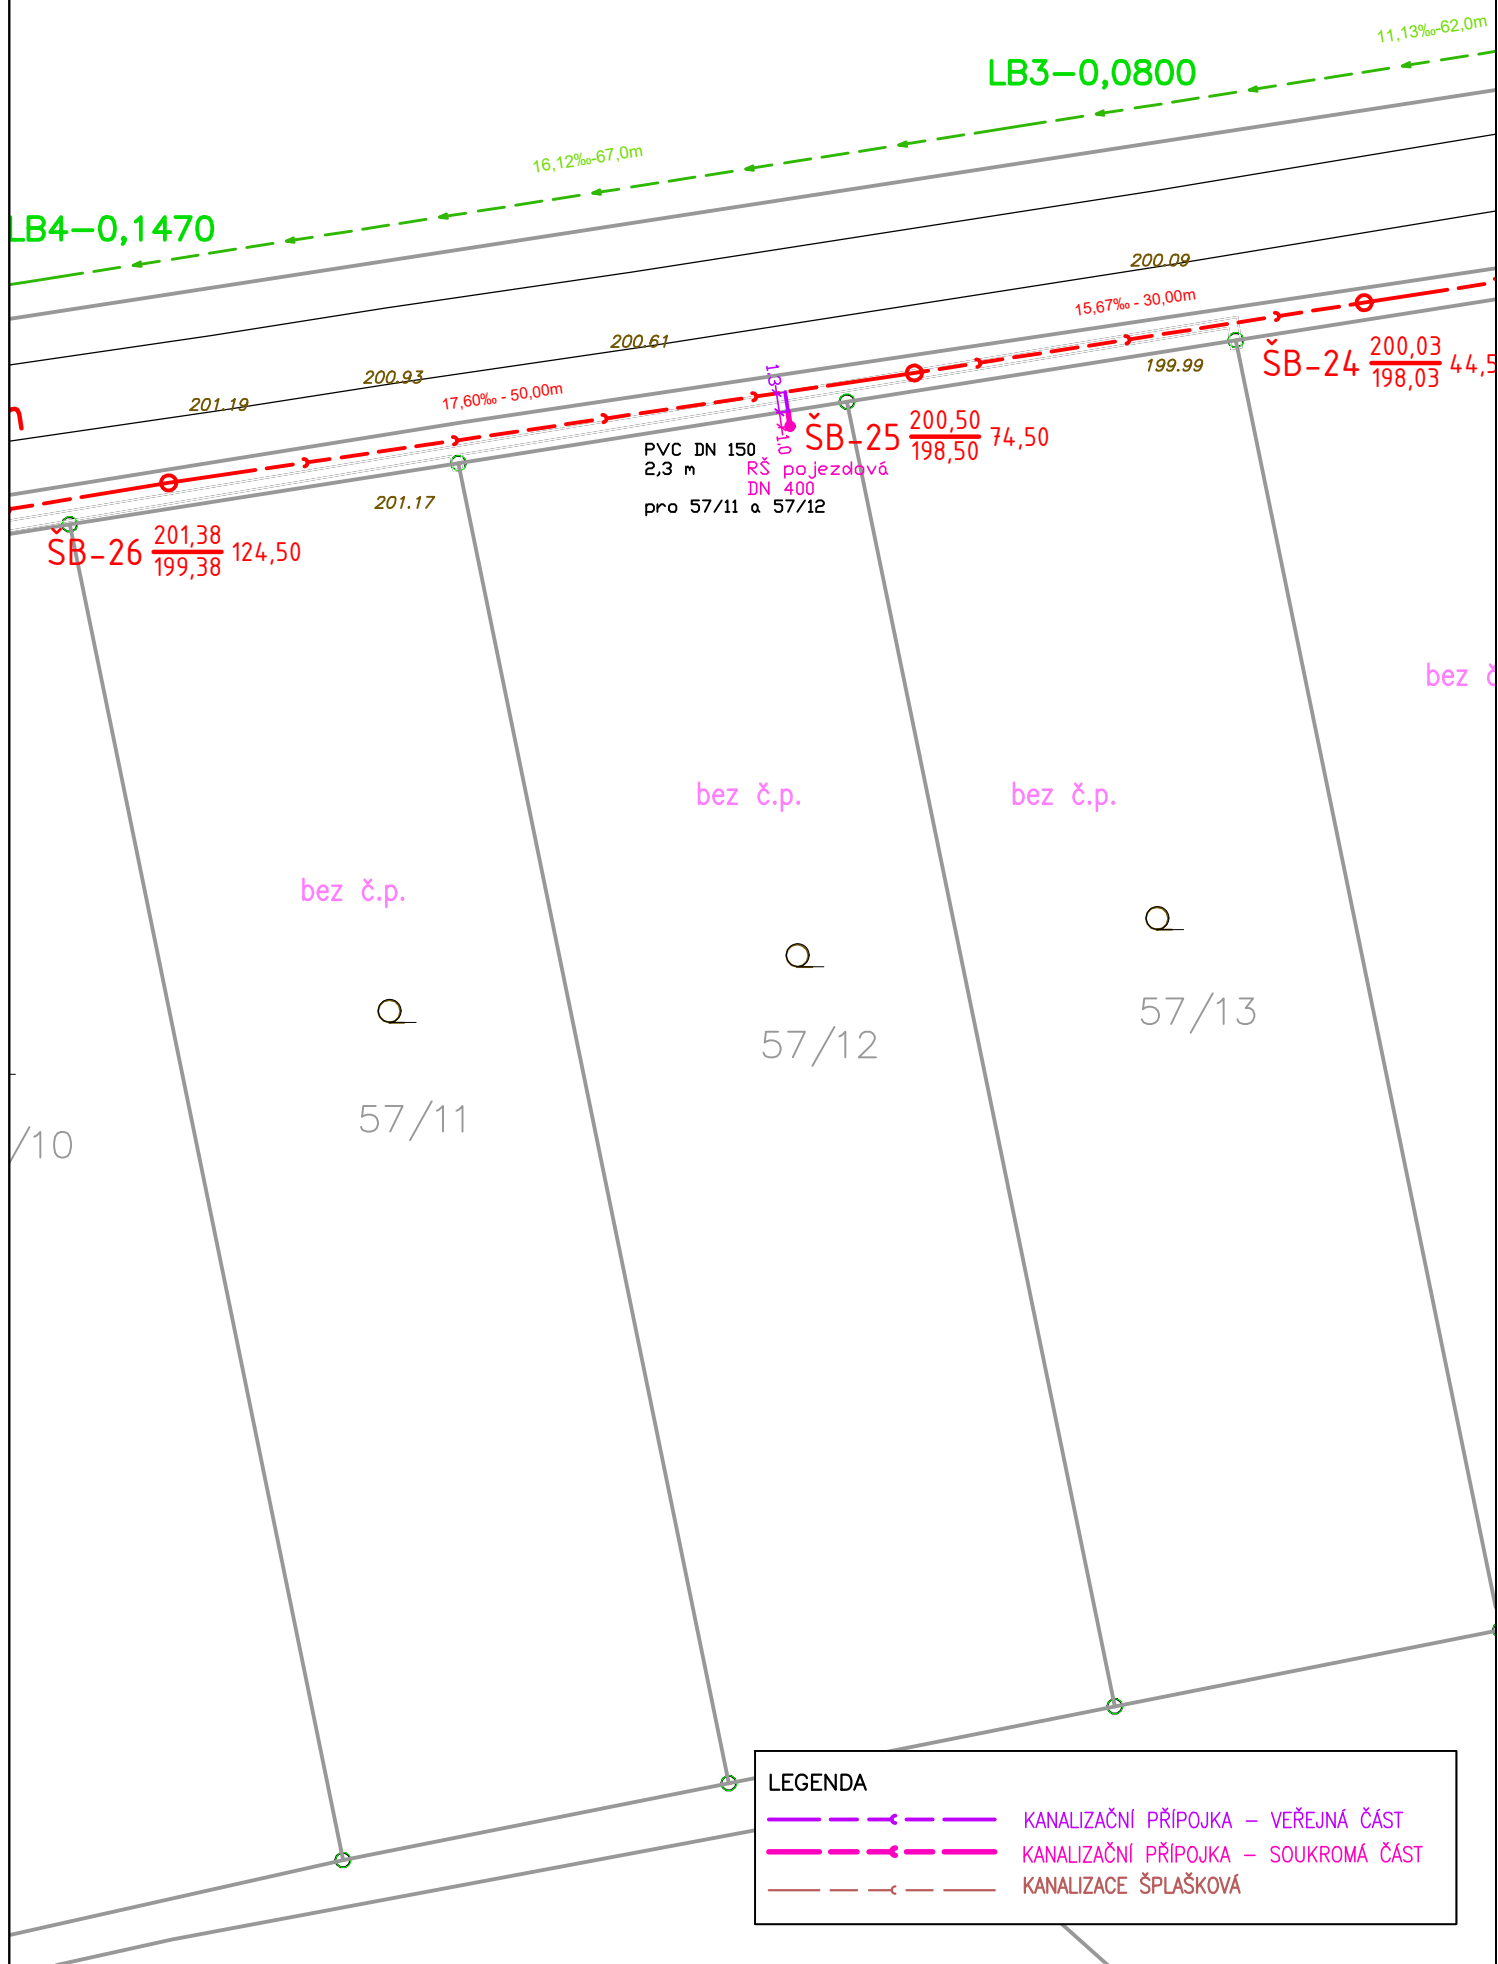 11,13‰-62,0m
LB3-0,0800
16,12‰-67,0m
LB4-0,1470
200.09
15,67‰ - 30,00m
200.61
199.99
ŠB-24 200,03 44,5
198,03
200.93
201.19
17,60‰ - 50,00m
1.3
1.0
ŠB-25 200,50 74,50
198,50
PVC DN 150
2,3 m
RŠ pojezdová
DN 400
pro 57/11 a 57/12
201.17
ŠB-26 201,38 124,50
199,38
bez č
bez č.p.
bez č.p.
bez č.p.
57/13
57/12
57/11
/10
LEGENDA
KANALIZAČNÍ PŘÍPOJKA - VEŘEJNÁ ČÁST
KANALIZAČNÍ PŘÍPOJKA - SOUKROMÁ ČÁST
KANALIZACE ŠPLAŠKOVÁ